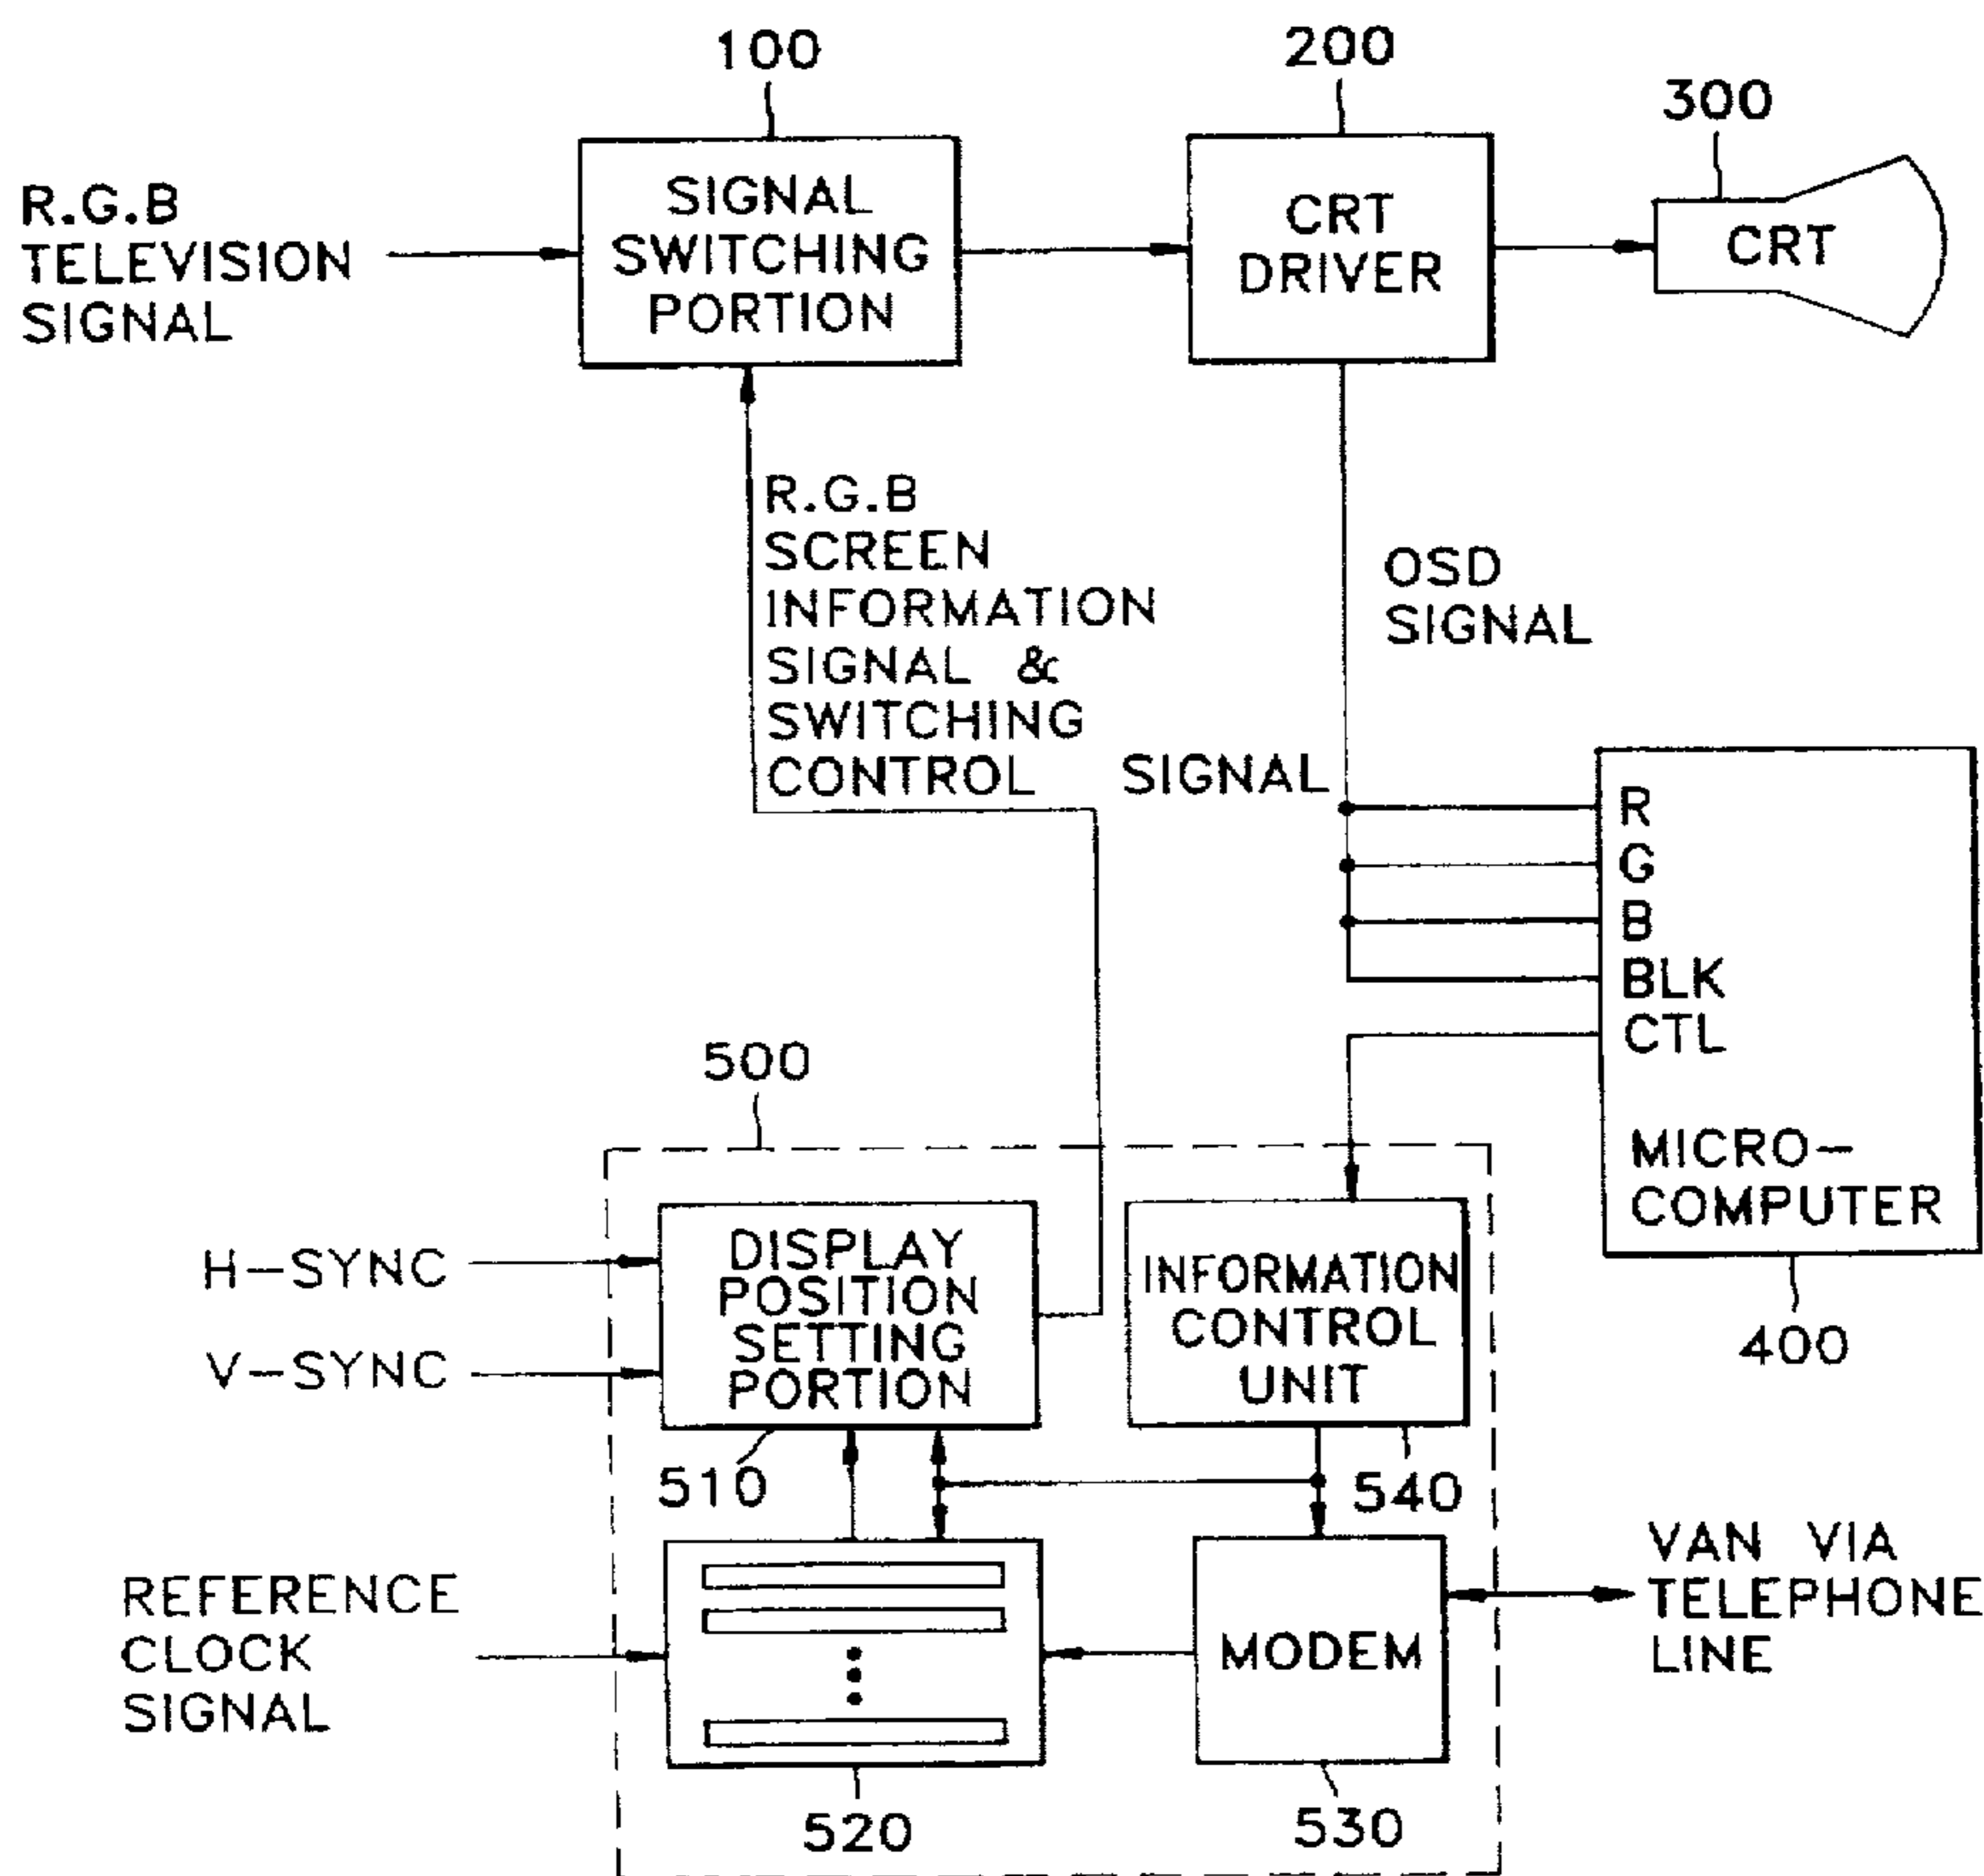 100
200
300
R.G.B
TELEVISION
SIGNAL
SIGNAL
SWITCHING
PORTION
CRT
DRIVER
CRT
R.G.B
SCREEN
INFORMATION
SIGNAL &
SWITCHING
CONTROL
SIGNAL
OSD
SIGNAL
R
G
B
BLK
CTL
MICRO-
COMPUTER
400
500
H-SYNC
V-SYNC
DISPLAY
POSITION
SETTING
PORTION
510
INFORMATION
CONTROL
UNIT
540
REFERENCE
CLOCK
SIGNAL
520
MODEM
530
VAN VIA
TELEPHONE
LINE